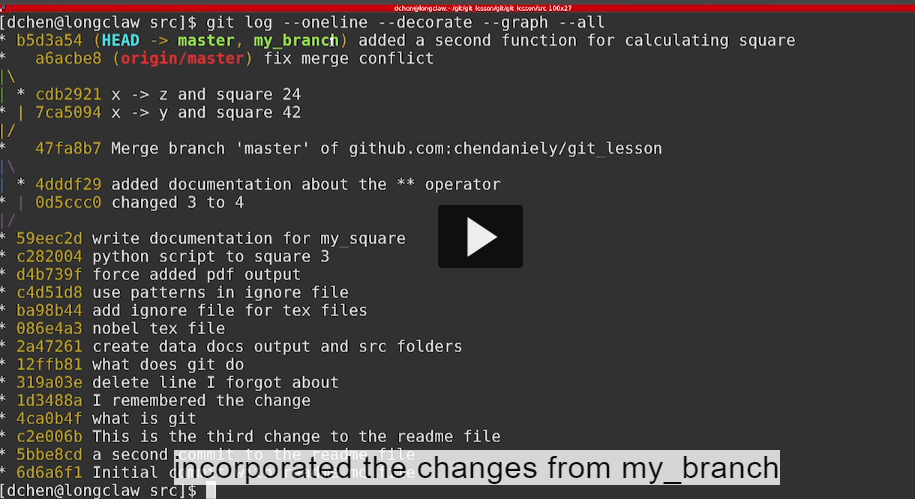 dchen@longclaw:~/git/git_lesson/git/git_lesson/src 100x27
[dchen@longclaw src]$ git log --oneline --decorate --graph --all
* b5d3a54 (HEAD -> master, my_branch) added a second function for calculating square
*   a6acbe8 (origin/master) fix merge conflict
|\
| * cdb2921 x -> z and square 24
* | 7ca5094 x -> y and square 42
|/
*   47fa8b7 Merge branch 'master' of github.com:chendaniely/git_lesson
|\
| * 4dddf29 added documentation about the ** operator
* | 0d5ccc0 changed 3 to 4
|/
* 59eec2d write documentation for my_square
* c282004 python script to square 3
* d4b739f force added pdf output
* c4d51d8 use patterns in ignore file
* ba98b44 add ignore file for tex files
* 086e4a3 nobel tex file
* 2a47261 create data docs output and src folders
* 12ffb81 what does git do
* 319a03e delete line I forgot about
* 1d3488a I remembered the change
* 4ca0b4f what is git
* c2e006b This is the third change to the readme file
* 5bbe8cd a second commit to the readme file
* 6d6a6f1 Initial
incorporated the changes from my_branch
[dchen@longclaw src]$